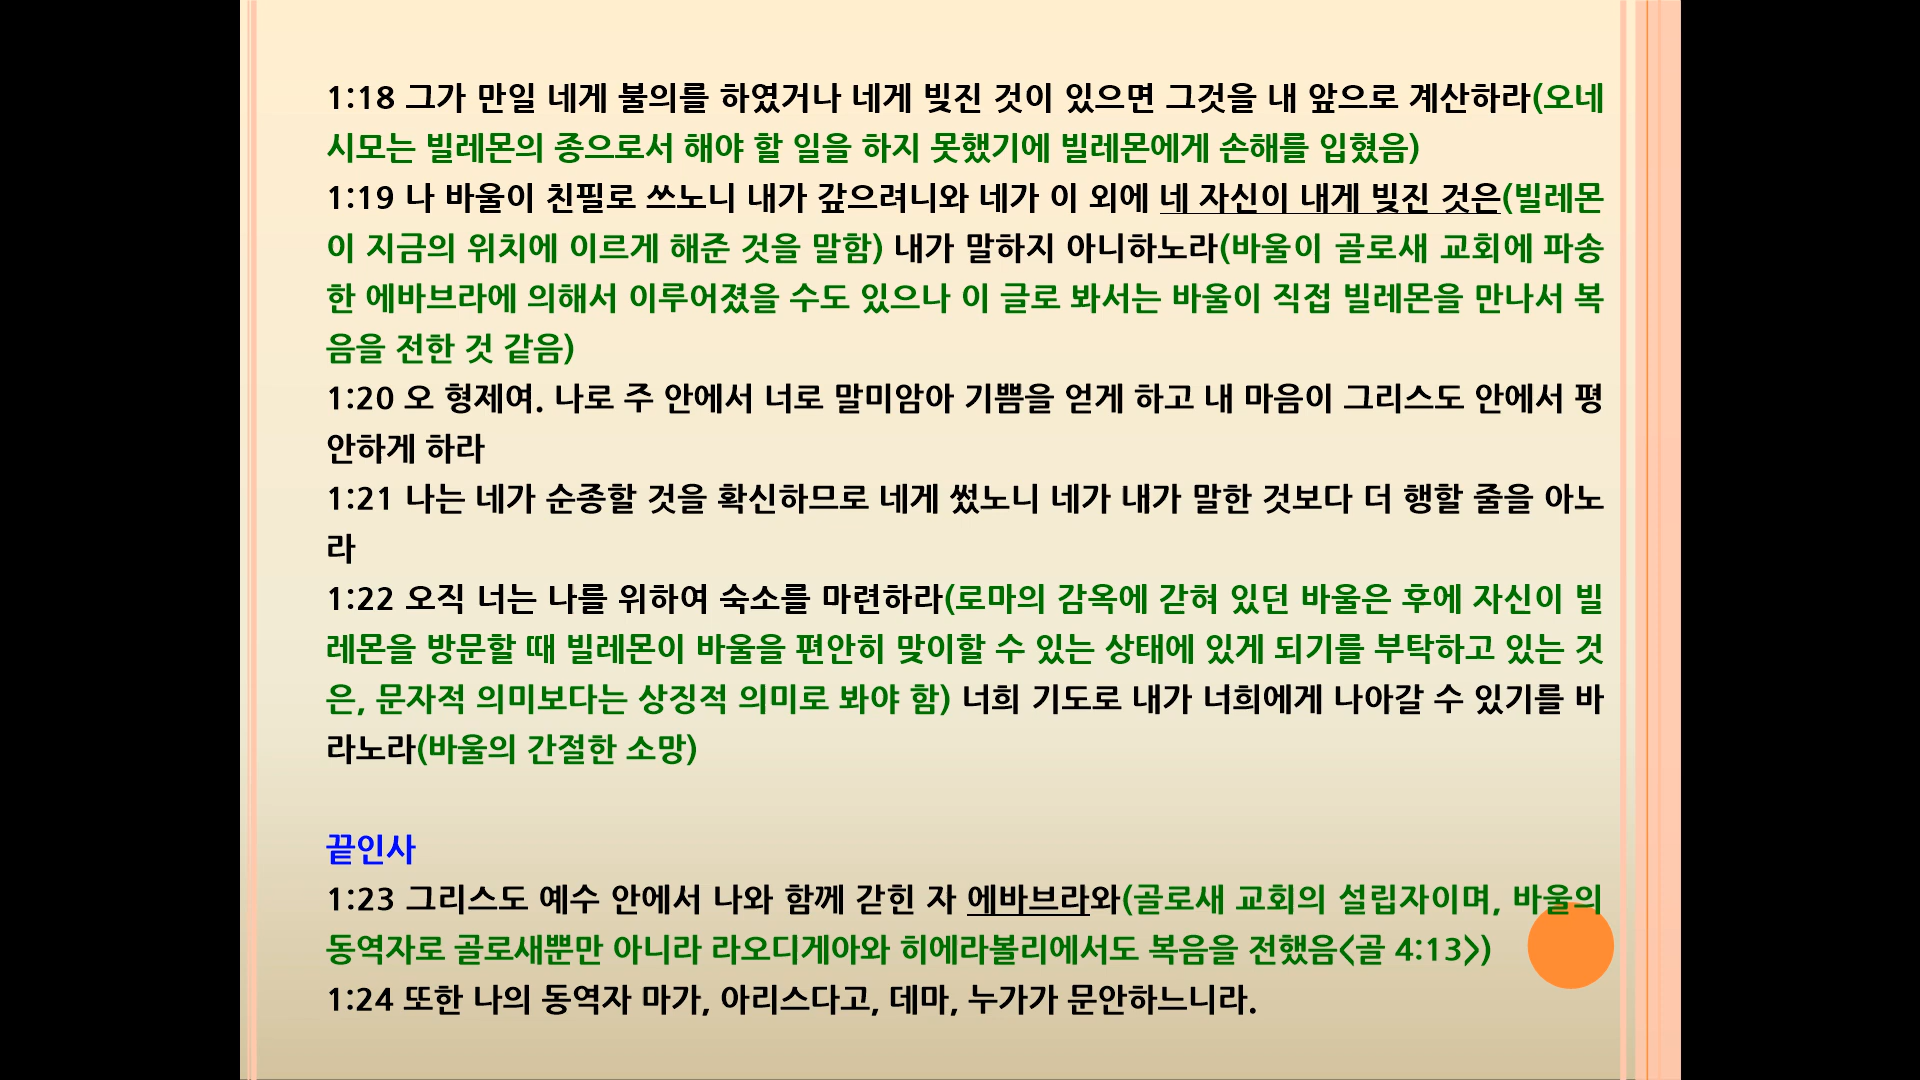 1:18 그가 만일 네게 불의를 하였거나 네게 빚진 것이 있으면 그것을 내 앞으로 계산하라(오네
시모는 빌레몬의 종으로서 해야 할 일을 하지 못했기에 빌레몬에게 손해를 입혔음)
1:19 나 바울이 친필로 쓰노니 내가 갚으려니와 네가 이 외에 네 자신이 내게 빚진 것은(빌레몬
이 지금의 위치에 이르게 해준 것을 말함) 내가 말하지 아니하노라(바울이 골로새 교회에 파송
한 에바브라에 의해서 이루어졌을 수도 있으나 이 글로 봐서는 바울이 직접 빌레몬을 만나서 복
음을 전한 것 같음)
1:20 오 형제여. 나로 주 안에서 너로 말미암아 기쁨을 얻게 하고 내 마음이 그리스도 안에서 평
안하게 하라
1:21 나는 네가 순종할 것을 확신하므로 네게 썼노니 네가 내가 말한 것보다 더 행할 줄을 아노
라
1:22 오직 너는 나를 위하여 숙소를 마련하라(로마의 감옥에 갇혀 있던 바울은 후에 자신이 빌
레몬을 방문할 때 빌레몬이 바울을 편안히 맞이할 수 있는 상태에 있게 되기를 부탁하고 있는 것
은, 문자적 의미보다는 상징적 의미로 봐야 함) 너희 기도로 내가 너희에게 나아갈 수 있기를 바
라노라(바울의 간절한 소망)
끝인사
1:23 그리스도 예수 안에서 나와 함께 갇힌 자 에바브라와(골로새 교회의 설립자이며, 바울의
동역자로 골로새뿐만 아니라 라오디게아와 히에라볼리에서도 복음을 전했음<골 4:13>)
1:24 또한 나의 동역자 마가, 아리스다고, 데마, 누가가 문안하느니라.